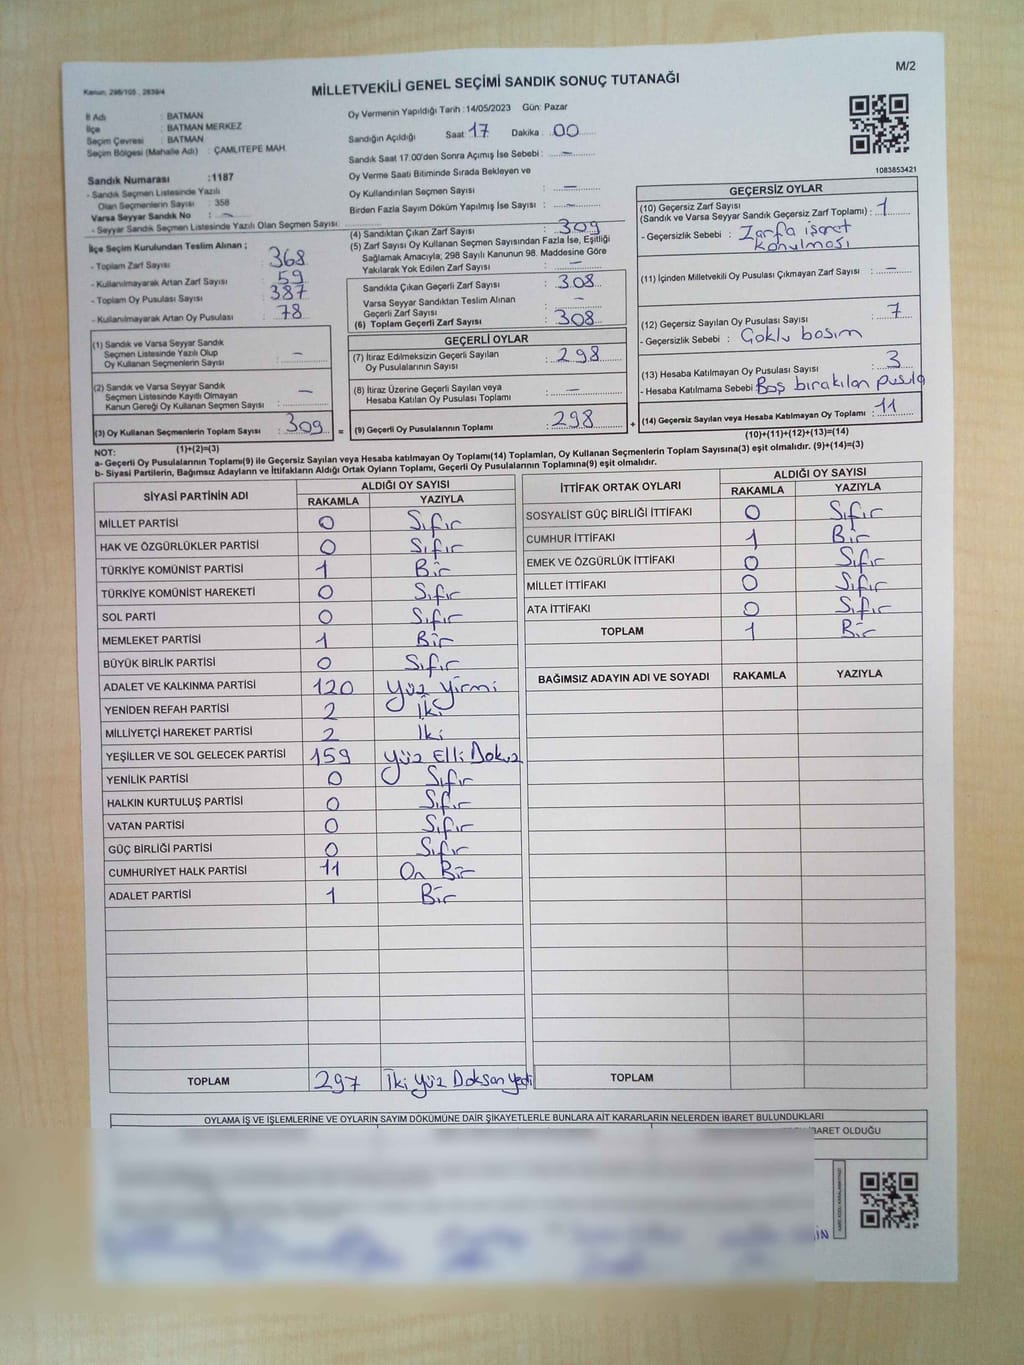 M/2
Kanun: 298/105 , 2839/4
MİLLETVEKİLİ GENEL SEÇİMİ SANDIK SONUÇ TUTANAĞI
İl Adı : BATMAN
İlçe : BATMAN MERKEZ
Seçim Çevresi : BATMAN
Seçim Bölgesi (Mahalle Adı) : ÇAMLITEPE MAH.
Sandık Numarası :1187
- Sandık Seçmen Listesinde Yazılı
Olan Seçmenlerin Sayısı : 358
Varsa Seyyar Sandık No : -
- Seyyar Sandık Seçmen Listesinde Yazılı Olan Seçmen Sayısı:
İlçe Seçim Kurulundan Teslim Alınan ;
- Toplam Zarf Sayısı : 368
- Kullanılmayarak Artan Zarf Sayısı : 59
- Toplam Oy Pusulası Sayısı : 387
- Kullanılmayarak Artan Oy Pusulası : 78
(1) Sandık ve Varsa Seyyar Sandık
Seçmen Listesinde Yazılı Olup
Oy Kullanan Seçmenlerin Sayısı : -
(2) Sandık ve Varsa Seyyar Sandık
Seçmen Listesinde Kayıtlı Olmayan
Kanun Gereği Oy Kullanan Seçmen Sayısı : -
(3) Oy Kullanan Seçmenlerin Toplam Sayısı : 309
(1)+(2)=(3)
Oy Vermenin Yapıldığı Tarih : 14/05/2023 Gün: Pazar
Sandığın Açıldığı Saat 17 Dakika : 00
Sandık Saat 17.00'den Sonra Açımış İse Sebebi : -
Oy Verme Saati Bitiminde Sırada Bekleyen ve
Oy Kullandırılan Seçmen Sayısı : -
Birden Fazla Sayım Döküm Yapılmış İse Sayısı : -
(4) Sandıktan Çıkan Zarf Sayısı : 309
(5) Zarf Sayısı Oy Kullanan Seçmen Sayısından Fazla İse, Eşitliği
Sağlamak Amacıyla; 298 Sayılı Kanunun 98. Maddesine Göre
Yakılarak Yok Edilen Zarf Sayısı : -
Sandıkta Çıkan Geçerli Zarf Sayısı : 308
Varsa Seyyar Sandıktan Teslim Alınan
Geçerli Zarf Sayısı : -
(6) Toplam Geçerli Zarf Sayısı : 308
GEÇERLİ OYLAR
(7) İtiraz Edilmeksizin Geçerli Sayılan
Oy Pusulalarının Sayısı : 298
(8) İtiraz Üzerine Geçerli Sayılan veya
Hesaba Katılan Oy Pusulası Toplamı : -
= (9) Geçerli Oy Pusulalarının Toplamı : 298
1083853421
GEÇERSİZ OYLAR
(10) Geçersiz Zarf Sayısı
(Sandık ve Varsa Seyyar Sandık Geçersiz Zarf Toplamı) : 1
- Geçersizlik Sebebi : Zarfa işaret
konulması
(11) İçinden Milletvekili Oy Pusulası Çıkmayan Zarf Sayısı : -
(12) Geçersiz Sayılan Oy Pusulası Sayısı : 7
- Geçersizlik Sebebi : Çoklu basım
(13) Hesaba Katılmayan Oy Pusulası Sayısı : 3
- Hesaba Katılmama Sebebi : Boş bırakılan pusula
+ (14) Geçersiz Sayılan veya Hesaba Katılmayan Oy Toplamı : 11
(10)+(11)+(12)+(13)=(14)
NOT:
a- Geçerli Oy Pusulalarının Toplamı(9) ile Geçersiz Sayılan veya Hesaba katılmayan Oy Toplamı(14) Toplamları, Oy Kullanan Seçmenlerin Toplam Sayısına(3) eşit olmalıdır. (9)+(14)=(3)
b- Siyasi Partilerin, Bağımsız Adayların ve İttifakların Aldığı Ortak Oyların Toplamı, Geçerli Oy Pusulalarının Toplamına(9) eşit olmalıdır.
SİYASİ PARTİNİN ADI ALDIĞI OY SAYISI
RAKAMLA YAZIYLA
MİLLET PARTİSİ 0 Sıfır
HAK VE ÖZGÜRLÜKLER PARTİSİ 0 Sıfır
TÜRKİYE KOMÜNİST PARTİSİ 1 Bir
TÜRKİYE KOMÜNİST HAREKETİ 0 Sıfır
SOL PARTİ 0 Sıfır
MEMLEKET PARTİSİ 1 Bir
BÜYÜK BİRLİK PARTİSİ 0 Sıfır
ADALET VE KALKINMA PARTİSİ 120 Yüz Yirmi
YENİDEN REFAH PARTİSİ 2 İki
MİLLİYETÇİ HAREKET PARTİSİ 2 İki
YEŞİLLER VE SOL GELECEK PARTİSİ 159 Yüz Elli Dokuz
YENİLİK PARTİSİ 0 Sıfır
HALKIN KURTULUŞ PARTİSİ 0 Sıfır
VATAN PARTİSİ 0 Sıfır
GÜÇ BİRLİĞİ PARTİSİ 0 Sıfır
CUMHURİYET HALK PARTİSİ 11 On Bir
ADALET PARTİSİ 1 Bir
TOPLAM 297 İki Yüz Doksan Yedi
İTTİFAK ORTAK OYLARI ALDIĞI OY SAYISI
RAKAMLA YAZIYLA
SOSYALİST GÜÇ BİRLİĞİ İTTİFAKI 0 Sıfır
CUMHUR İTTİFAKI 1 Bir
EMEK VE ÖZGÜRLÜK İTTİFAKI 0 Sıfır
MİLLET İTTİFAKI 0 Sıfır
ATA İTTİFAKI 0 Sıfır
TOPLAM 1 Bir
BAĞIMSIZ ADAYIN ADI VE SOYADI RAKAMLA YAZIYLA
TOPLAM
OYLAMA İŞ VE İŞLEMLERİNE VE OYLARIN SAYIM DÖKÜMÜNE DAİR ŞİKAYETLERLE BUNLARA AİT KARARLARIN NELERDEN İBARET BULUNDUKLARI
İBARET OLDUĞU